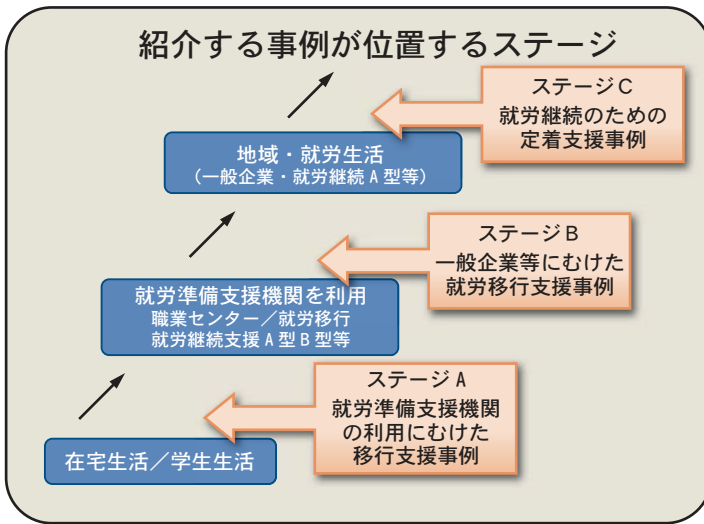 紹介する事例が位置するステージ
ステージC
就労継続のための
定着支援事例
地域・就労生活
（一般企業・就労継続A型等）
ステージB
一般企業等にむけた
就労移行支援事例
就労準備支援機関を利用
職業センター／就労移行
就労継続支援A型B型等
ステージA
就労準備支援機関
の利用にむけた
移行支援事例
在宅生活／学生生活